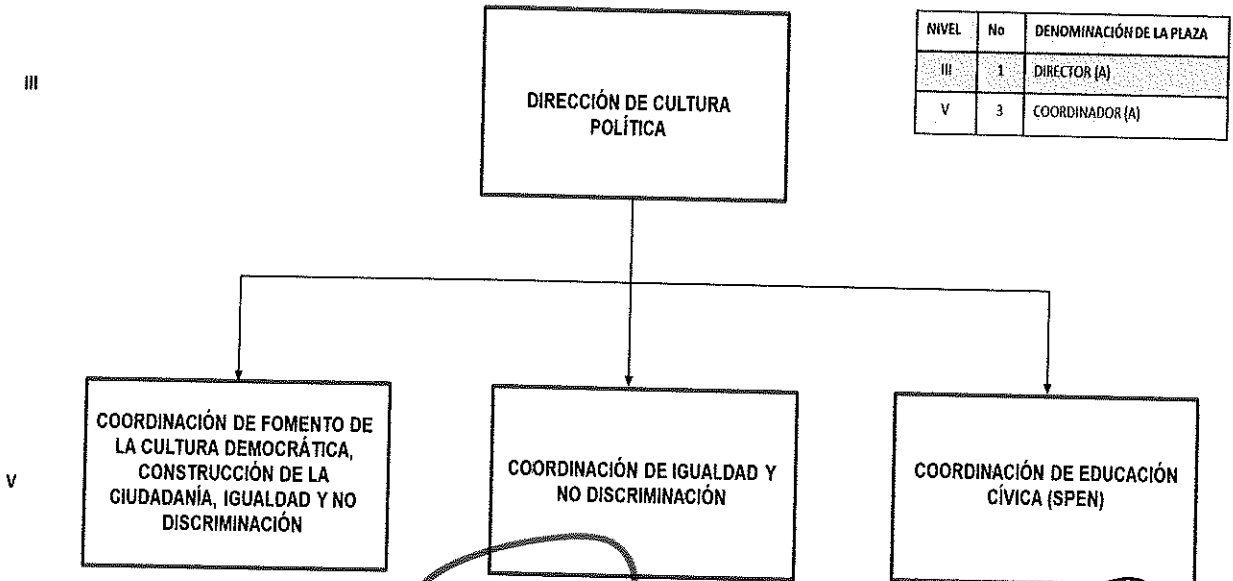 NIVEL No DENOMINACIÓN DE LA PLAZA
III 1 DIRECTOR (A)
V 3 COORDINADOR (A)
III
DIRECCIÓN DE CULTURA
POLÍTICA
V
COORDINACIÓN DE FOMENTO DE
LA CULTURA DEMOCRÁTICA,
CONSTRUCCIÓN DE LA
CIUDADANÍA, IGUALDAD Y NO
DISCRIMINACIÓN
COORDINACIÓN DE IGUALDAD Y
NO DISCRIMINACIÓN
COORDINACIÓN DE EDUCACIÓN
CÍVICA (SPEN)